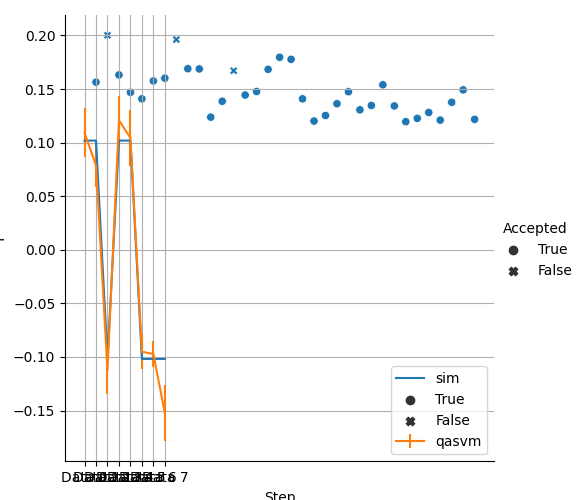 0.20
0.15
0.10
0.05
0.00
−0.05
−0.10
−0.15
Accepted
True
False
sim
True
False
qasvm
7
Step